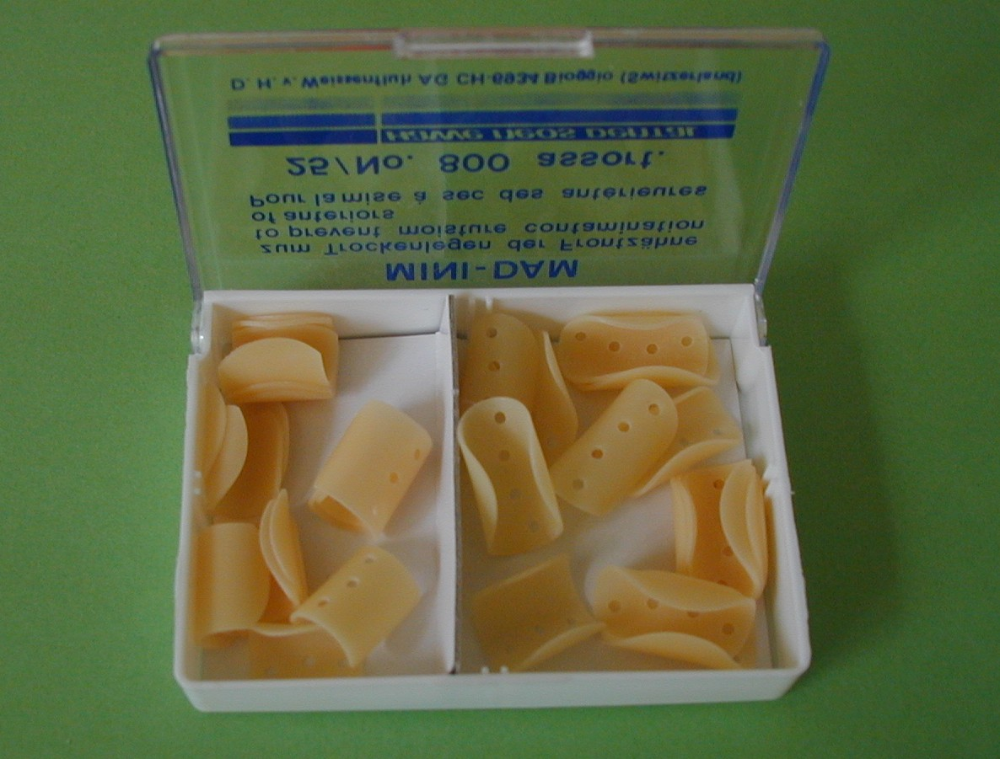 MINI-DAM
zum Trockenlegen der Frontzähne
to prevent moisture contamination
of anteriors
Pour la mise à sec des antérieures
25/No. 800 assort.
Hawe neos Dental
D. H. v. Weissenfluh AG CH-6934 Bioggio (Switzerland)